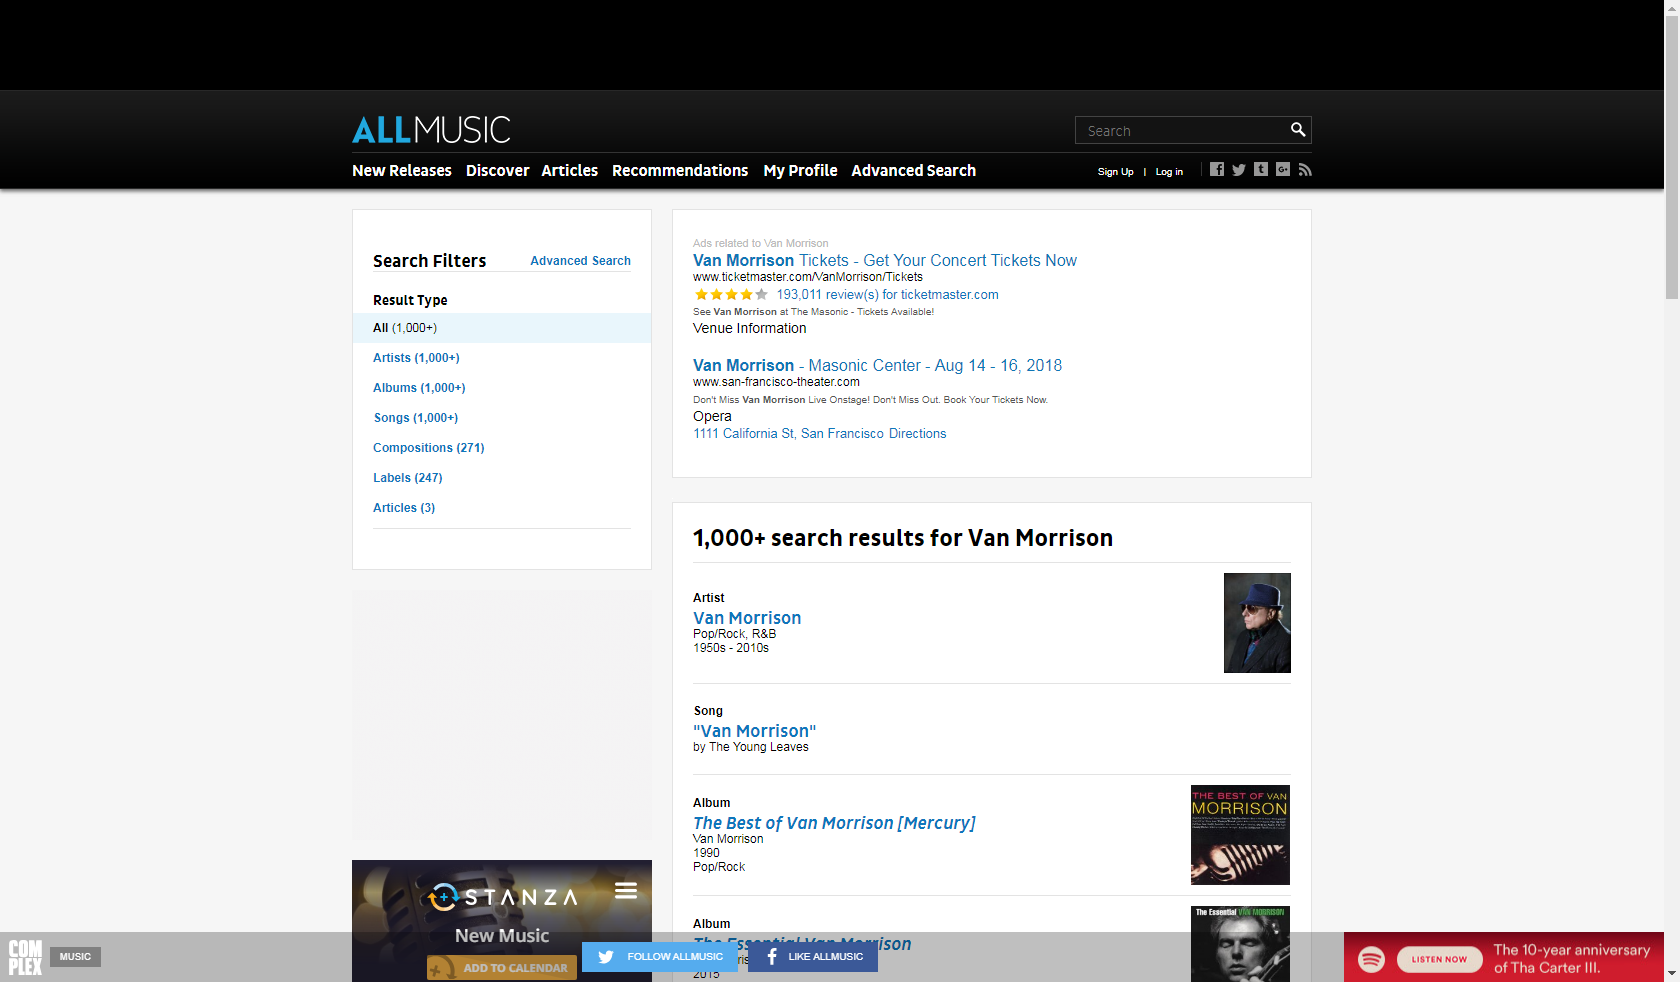 ALLMUSIC
Search
New Releases Discover Articles Recommendations My Profile Advanced Search
Sign Up | Log in
Search Filters
Advanced Search
Result Type
All (1,000+)
Artists (1,000+)
Albums (1,000+)
Songs (1,000+)
Compositions (271)
Labels (247)
Articles (3)
Ads related to Van Morrison
Van Morrison Tickets - Get Your Concert Tickets Now
www.ticketmaster.com/VanMorrison/Tickets
193,011 review(s) for ticketmaster.com
See Van Morrison at The Masonic - Tickets Available!
Venue Information
Van Morrison - Masonic Center - Aug 14 - 16, 2018
www.san-francisco-theater.com
Don't Miss Van Morrison Live Onstage! Don't Miss Out. Book Your Tickets Now.
Opera
1111 California St, San Francisco Directions
1,000+ search results for Van Morrison
Artist
Van Morrison
Pop/Rock, R&B
1950s - 2010s
Song
"Van Morrison"
by The Young Leaves
Album
The Best of Van Morrison [Mercury]
Van Morrison
1990
Pop/Rock
THE BEST OF VAN
MORRISON
Album
The Essential Van Morrison
2015
The Essential VAN MORRISON
STANZA
New Music
ADD TO CALENDAR
COM
PLEX
MUSIC
FOLLOW ALLMUSIC
LIKE ALLMUSIC
LISTEN NOW
The 10-year anniversary
of Tha Carter III.